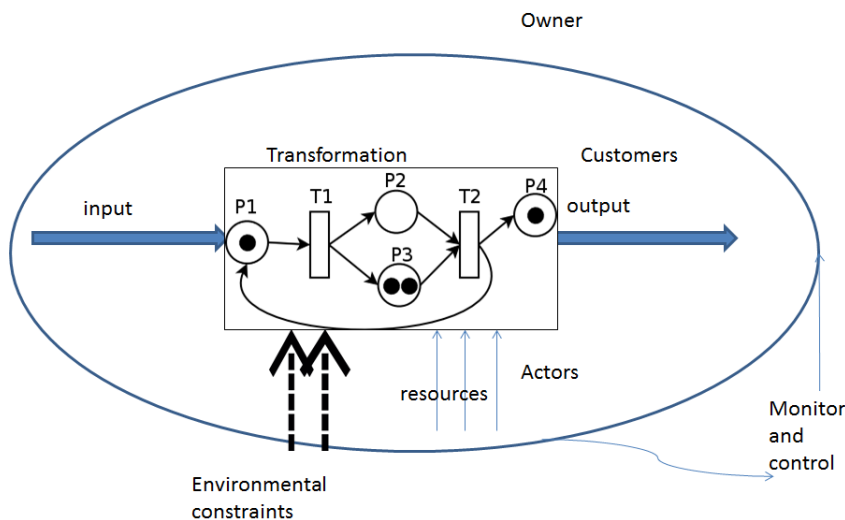 Owner
Transformation
Customers
P2
P4
T1
T2
P1
input
output
P3
Actors
resources
Monitor
and
control
Environmental
constraints